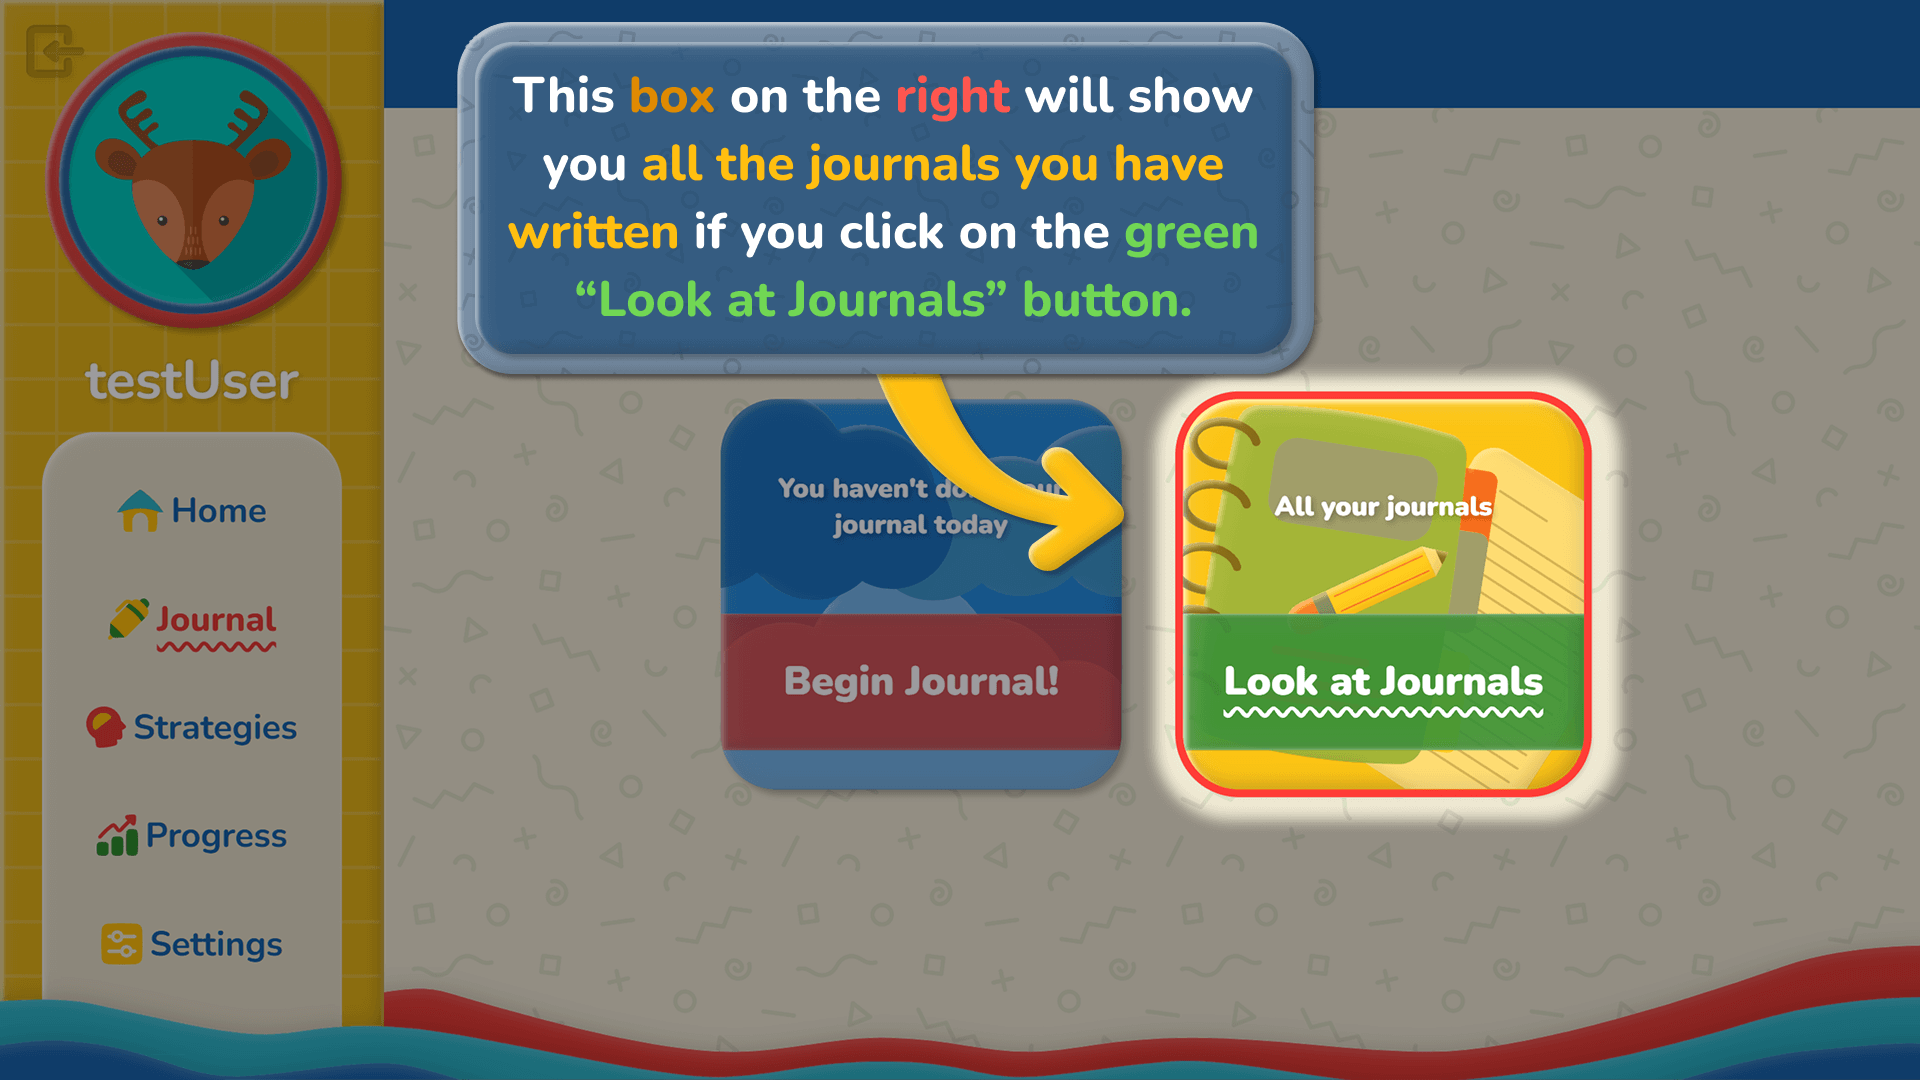 This box on the right will show
you all the journals you have
written if you click on the green
“Look at Journals” button.
testUser
Home
Journal
Strategies
Progress
Settings
You haven't
journal today
Begin Journal!
All your journals
Look at Journals